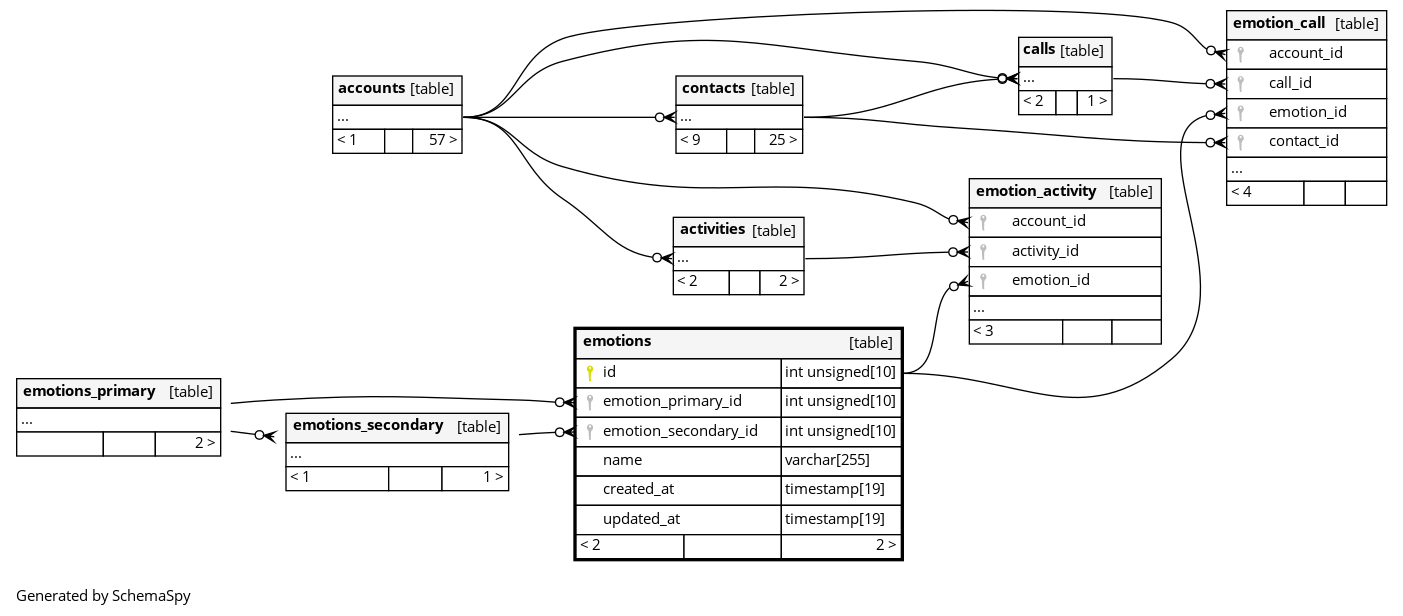 accounts [table]
...
< 1 57 >
contacts [table]
...
< 9 25 >
calls [table]
...
< 2 1 >
emotion_call [table]
account_id
call_id
emotion_id
contact_id
...
< 4
activities [table]
...
< 2 2 >
emotion_activity [table]
account_id
activity_id
emotion_id
...
< 3
emotions_primary [table]
...
2 >
emotions_secondary [table]
...
< 1 1 >
emotions [table]
id int unsigned[10]
emotion_primary_id int unsigned[10]
emotion_secondary_id int unsigned[10]
name varchar[255]
created_at timestamp[19]
updated_at timestamp[19]
< 2 2 >
Generated by SchemaSpy